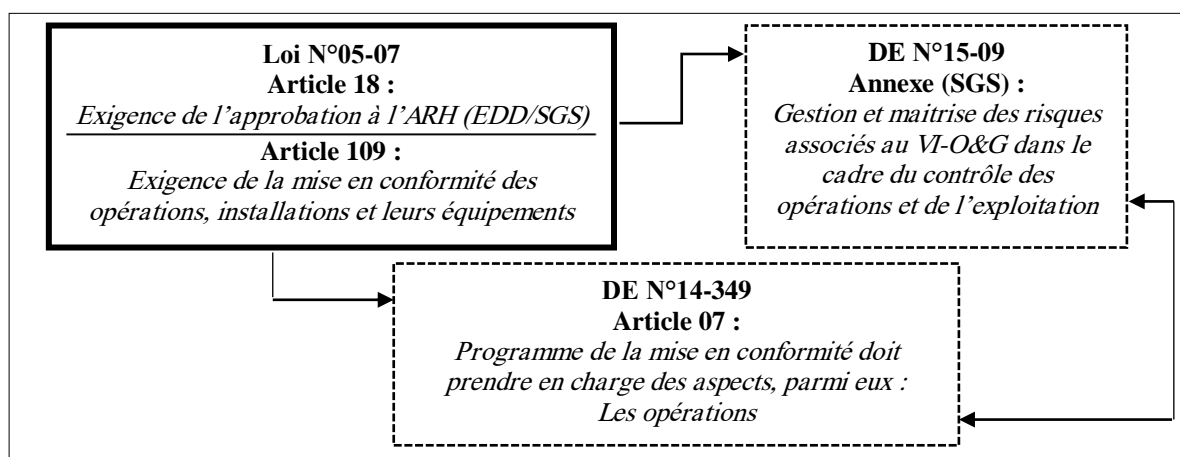 Loi N°05-07
Article 18 :
Exigence de l'approbation à l'ARH (EDD/SGS)
Article 109 :
Exigence de la mise en conformité des
opérations, installations et leurs équipements
DE N°15-09
Annexe (SGS) :
Gestion et maitrise des risques
associés au VI-O&G dans le
cadre du contrôle des
opérations et de l'exploitation
DE N°14-349
Article 07 :
Programme de la mise en conformité doit
prendre en charge des aspects, parmi eux :
Les opérations